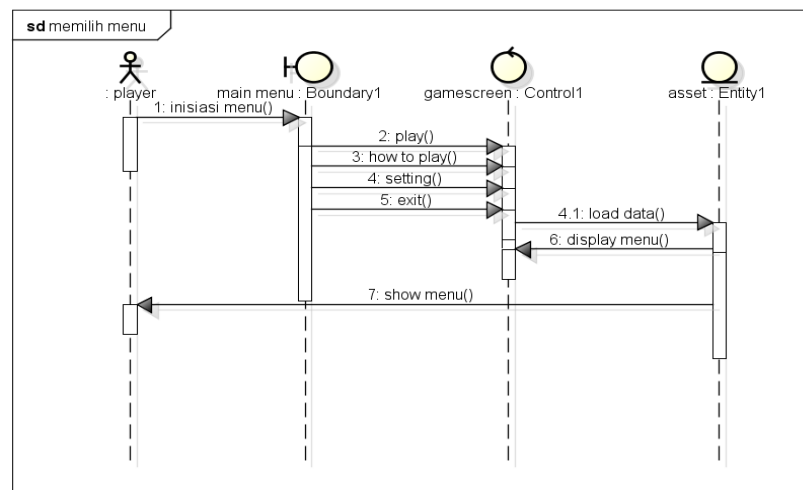 sd memilih menu
: player
main menu : Boundary1
gamescreen : Control1
asset : Entity1
1: inisiasi menu()
2: play()
3: how to play()
4: setting()
5: exit()
4.1: load data()
6: display menu()
7: show menu()